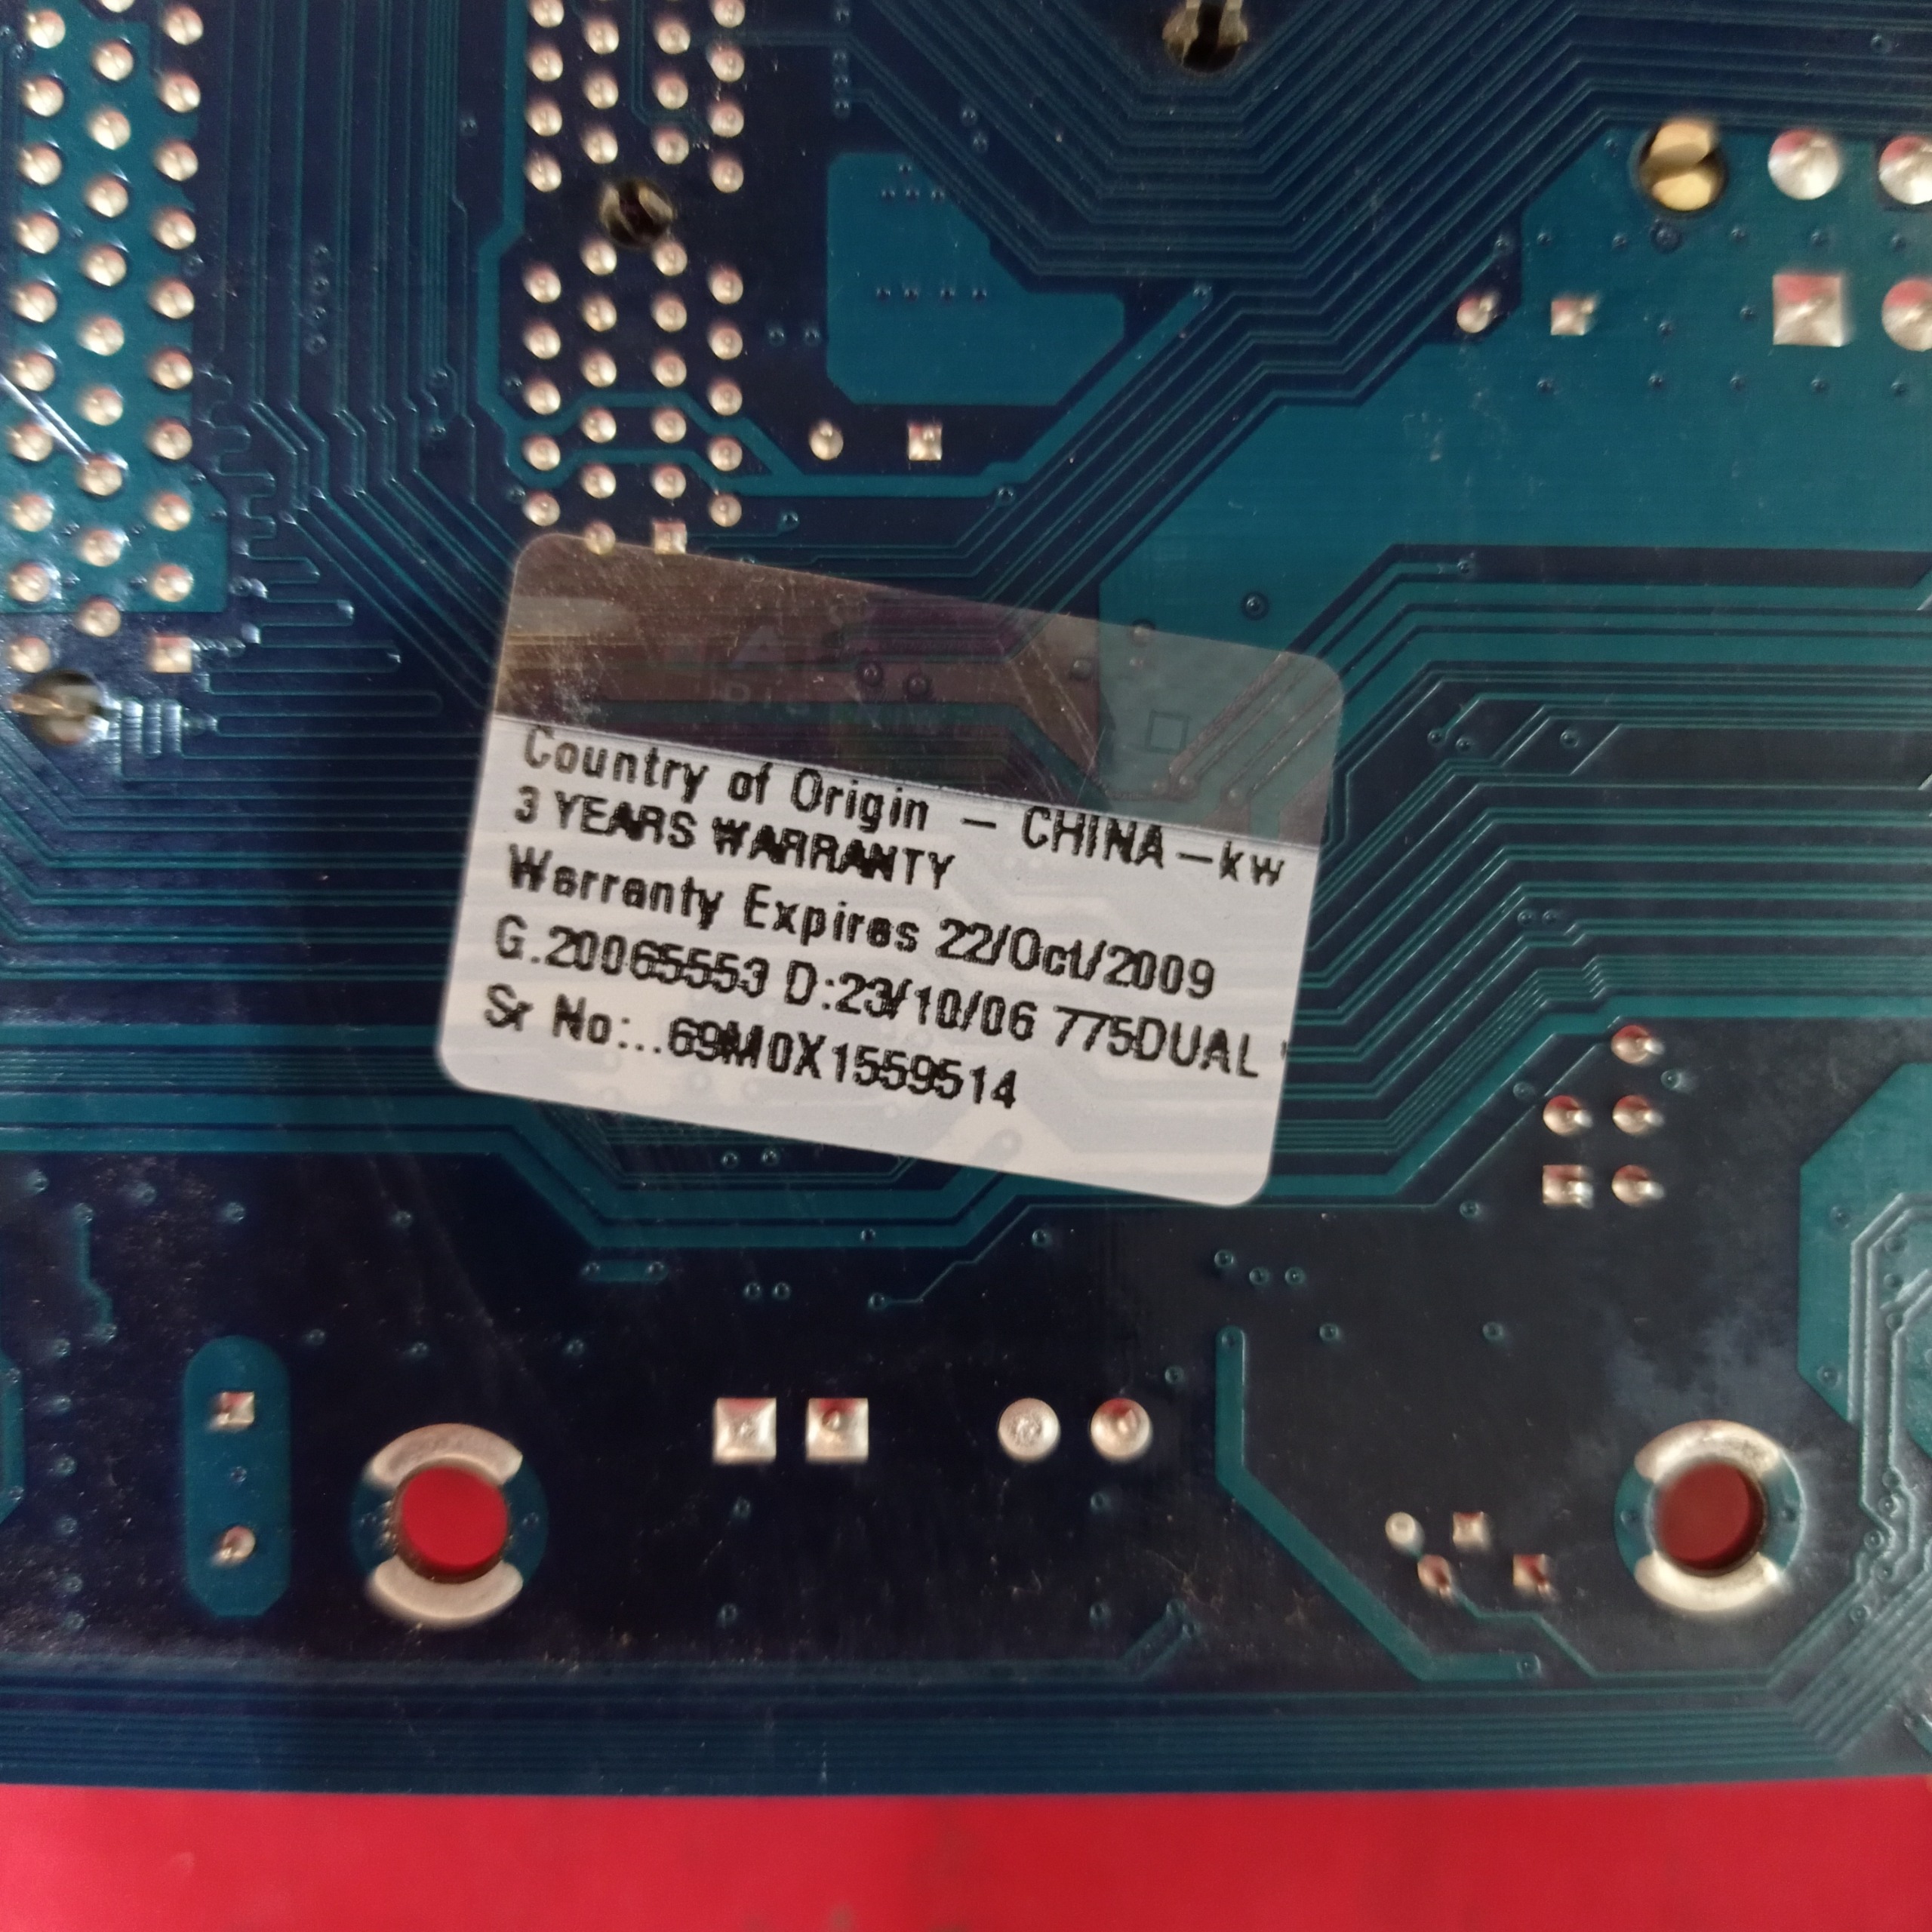 Country of Origin – CHINA –kw
3 YEARS WARRANTY
Warranty Expires 22/Oct/2009
G.20065553 D:23/10/06 775DUAL
Sr No:..69M0X1559514